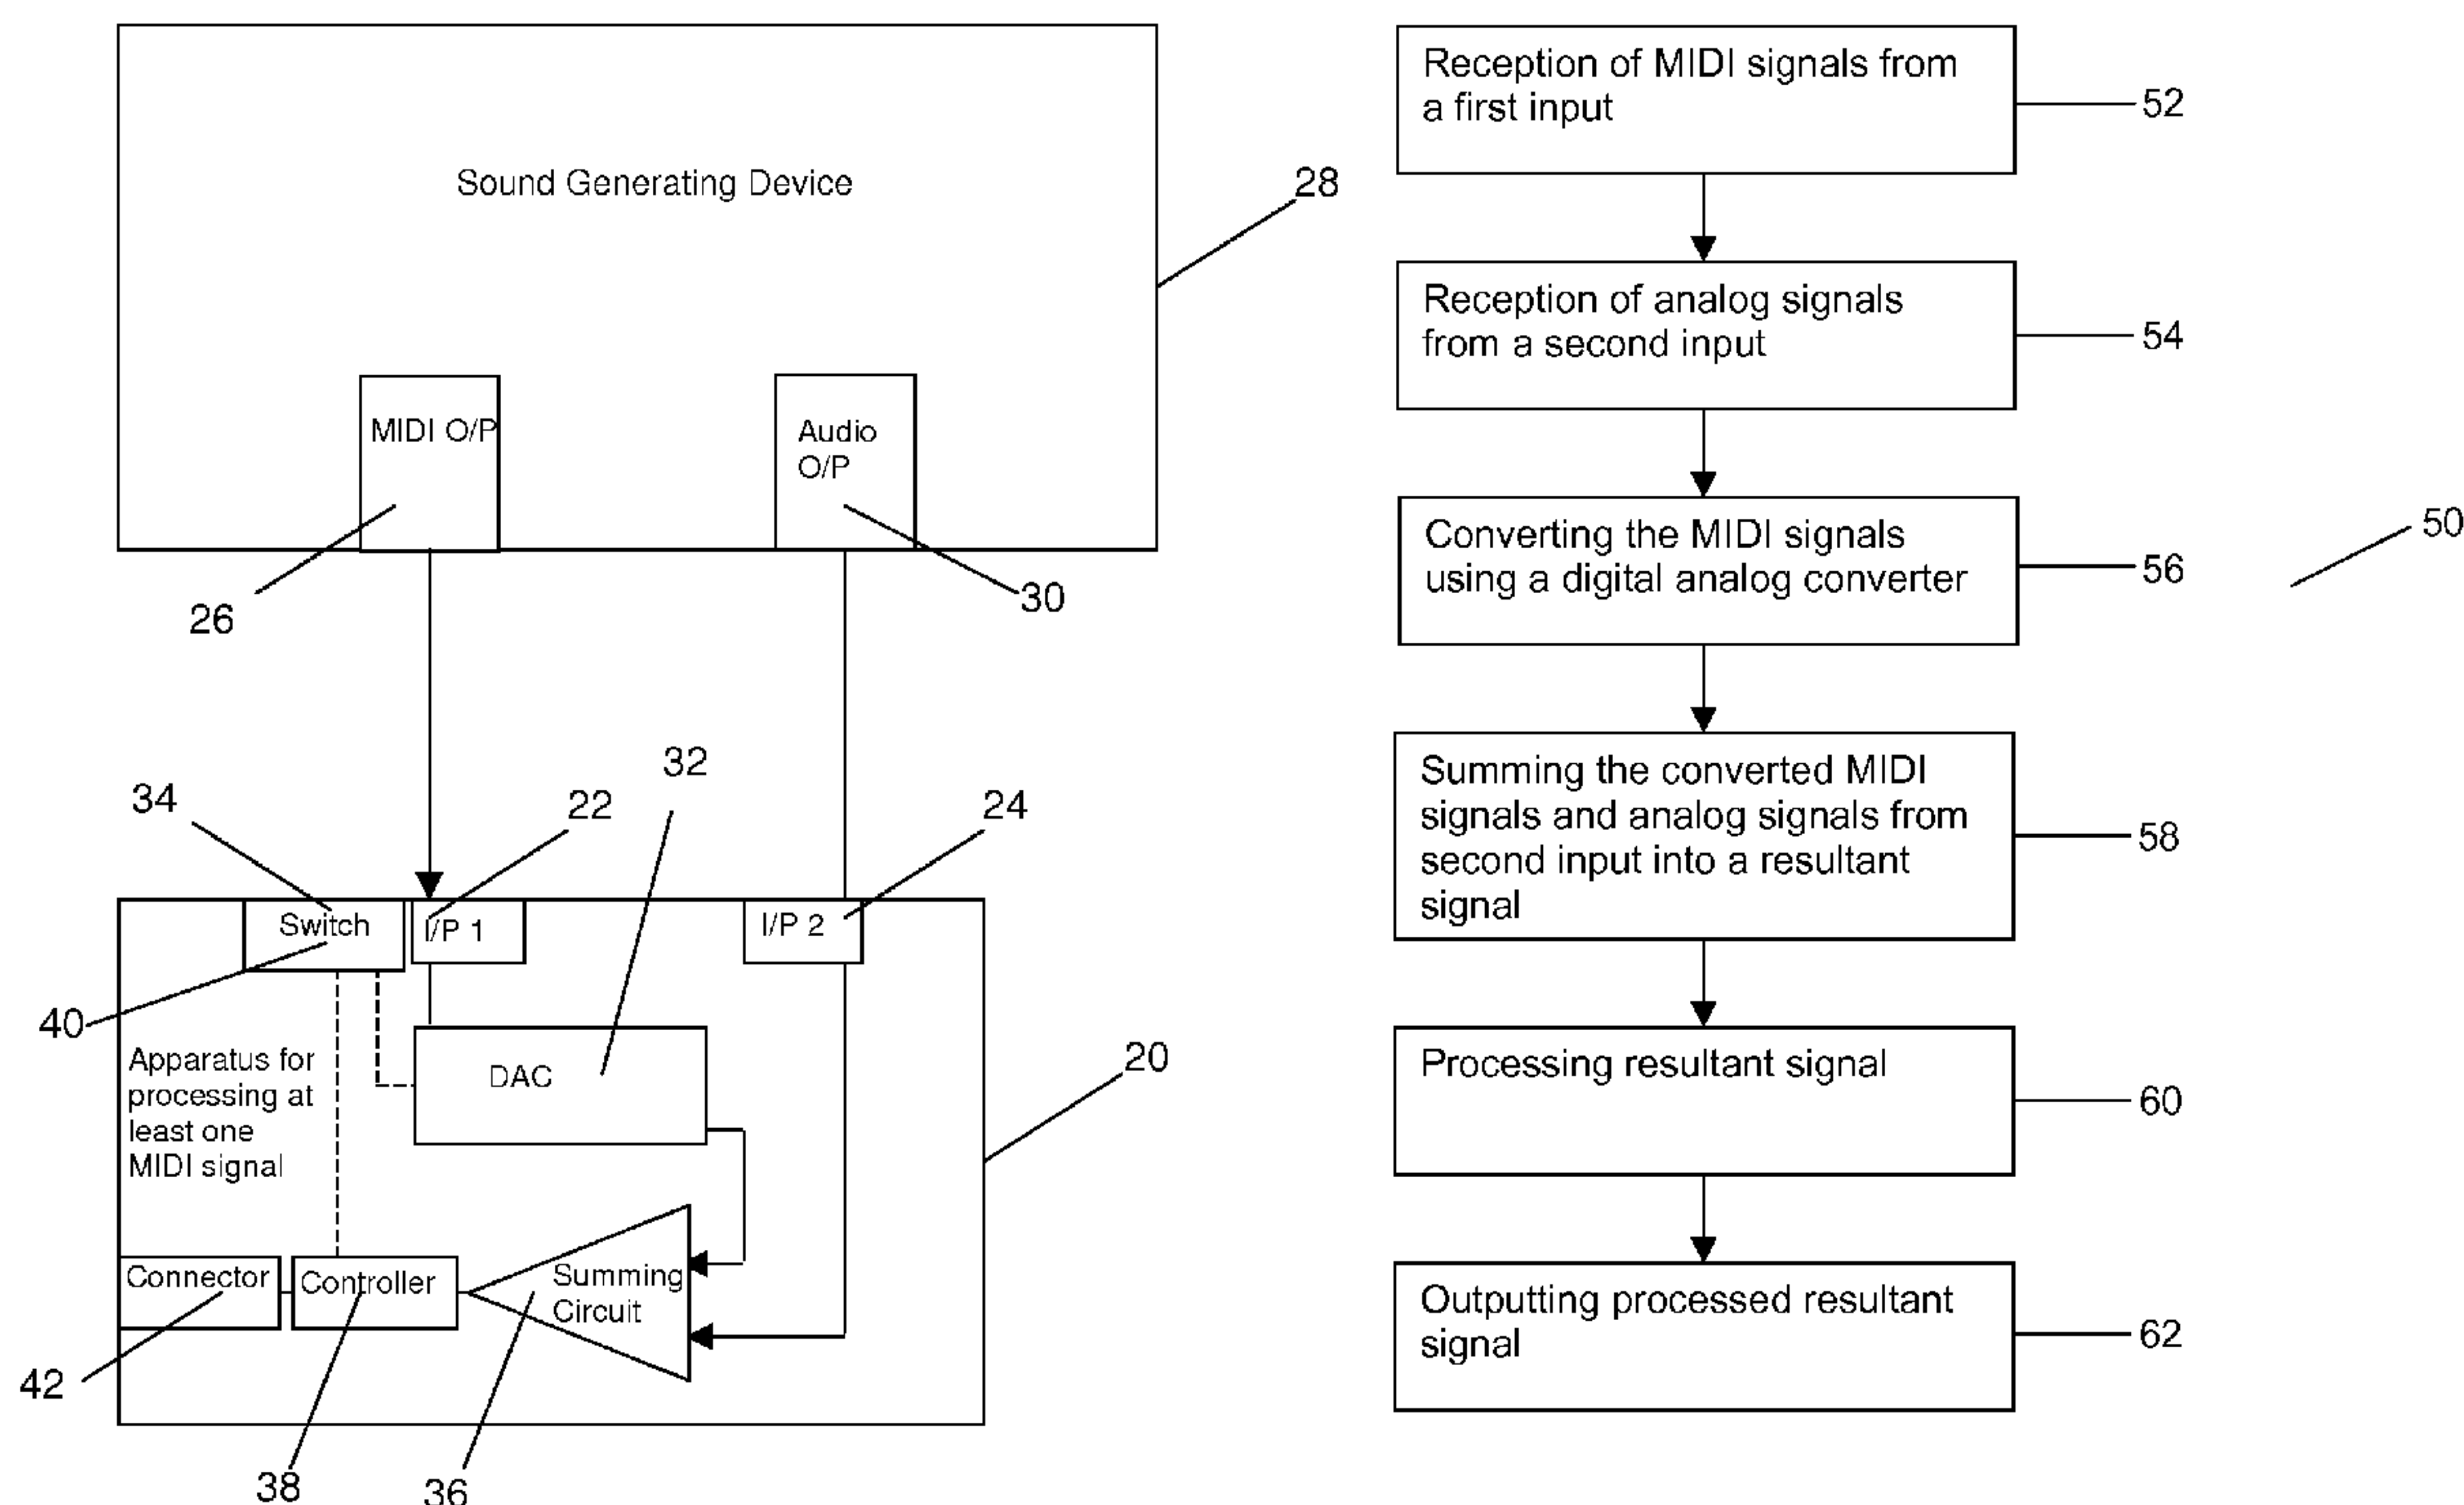 Sound Generating Device
28
MIDI O/P
Audio
O/P
26
30
32
34
22
24
Switch
I/P 1
I/P 2
40
Apparatus for
processing at
least one
MIDI signal
DAC
20
Connector
Controller
Summing
Circuit
42
38
36
Reception of MIDI signals from
a first input
52
Reception of analog signals
from a second input
54
Converting the MIDI signals
using a digital analog converter
56
50
Summing the converted MIDI
signals and analog signals from
second input into a resultant
signal
58
Processing resultant signal
60
Outputting processed resultant
signal
62